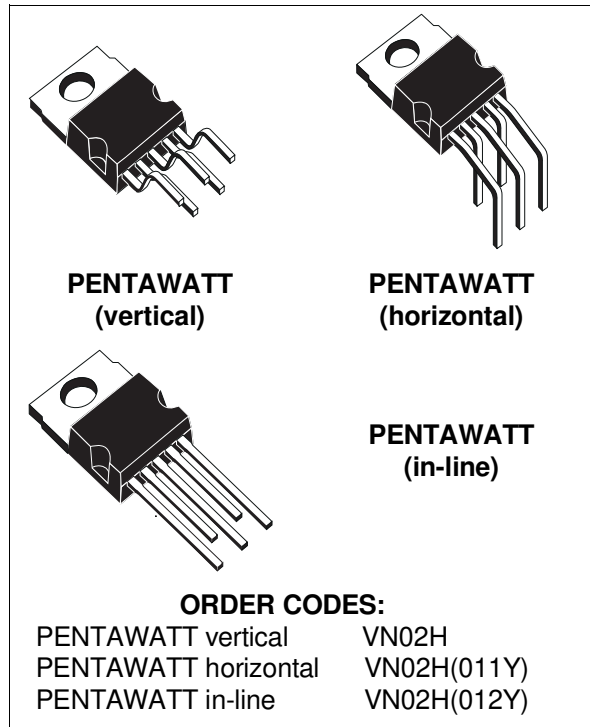 PENTAWATT
(vertical)
PENTAWATT
(horizontal)
PENTAWATT
(in-line)
ORDER CODES:
PENTAWATT vertical VN02H
PENTAWATT horizontal VN02H(011Y)
PENTAWATT in-line VN02H(012Y)